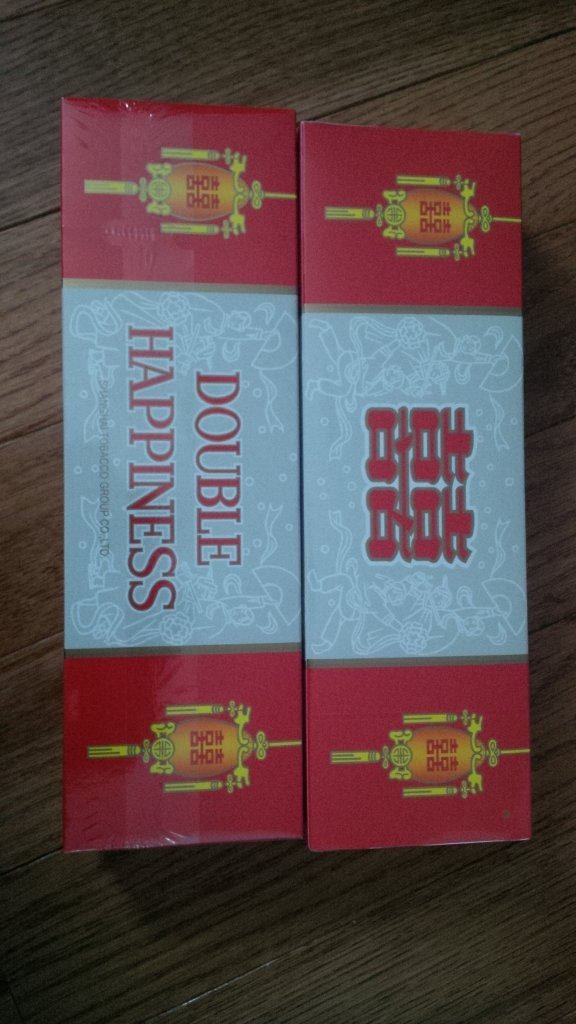 DOUBLE
HAPPINESS
SHANGHAI TOBACCO GROUP CO.,LTD.
囍
囍
囍
囍
囍